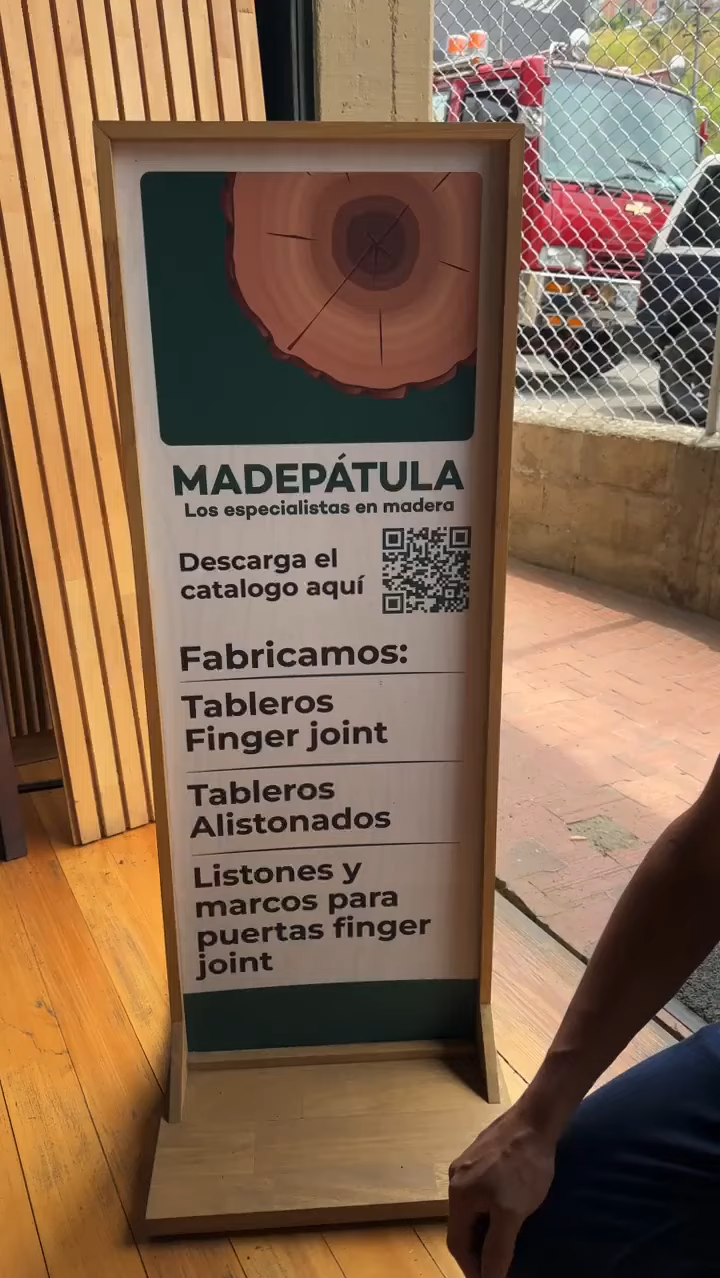 MADEPÁTULA
Los especialistas en madera
Descarga el
catalogo aquí
Fabricamos:
Tableros
Finger joint
Tableros
Alistonados
Listones y
marcos para
puertas finger
joint